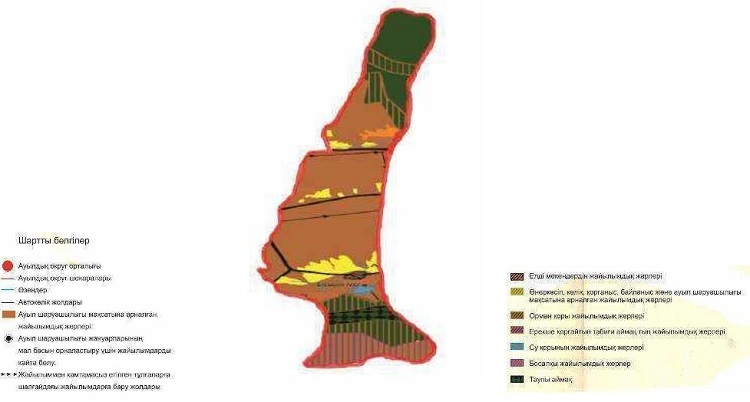 Шартты белгілер
Ауылдық округ орталығы
Ауылдық округ шекаралары
Өзендер
Автокөлік жолдары
Ауыл шаруашылығы мақсатына арналған
жайылымдық жерлері
Ауыл шаруашылығы жануарларының
мал басын орналастыру үшін жайылымдарды
қайта бөлу.
Жайылыммен қамтамасыз етілген тұлғаларға
шалғайдағы жайылымдарға бару жолдары
Елді мекендердің жайылымдық жерлері
Өнеркәсіп, көлік, қорғаныс, байланыс және ауыл шаруашылығы
мақсатына арналған жайылымдық жерлері
Орман қоры жайылымдық жерлері
Ерекше қорғайтын табиғи аймақтың жайылымдық жерлері
Су қорының жайылымдық жерлері
Босалқы жайылымдық жерлер
Таулы аймақ